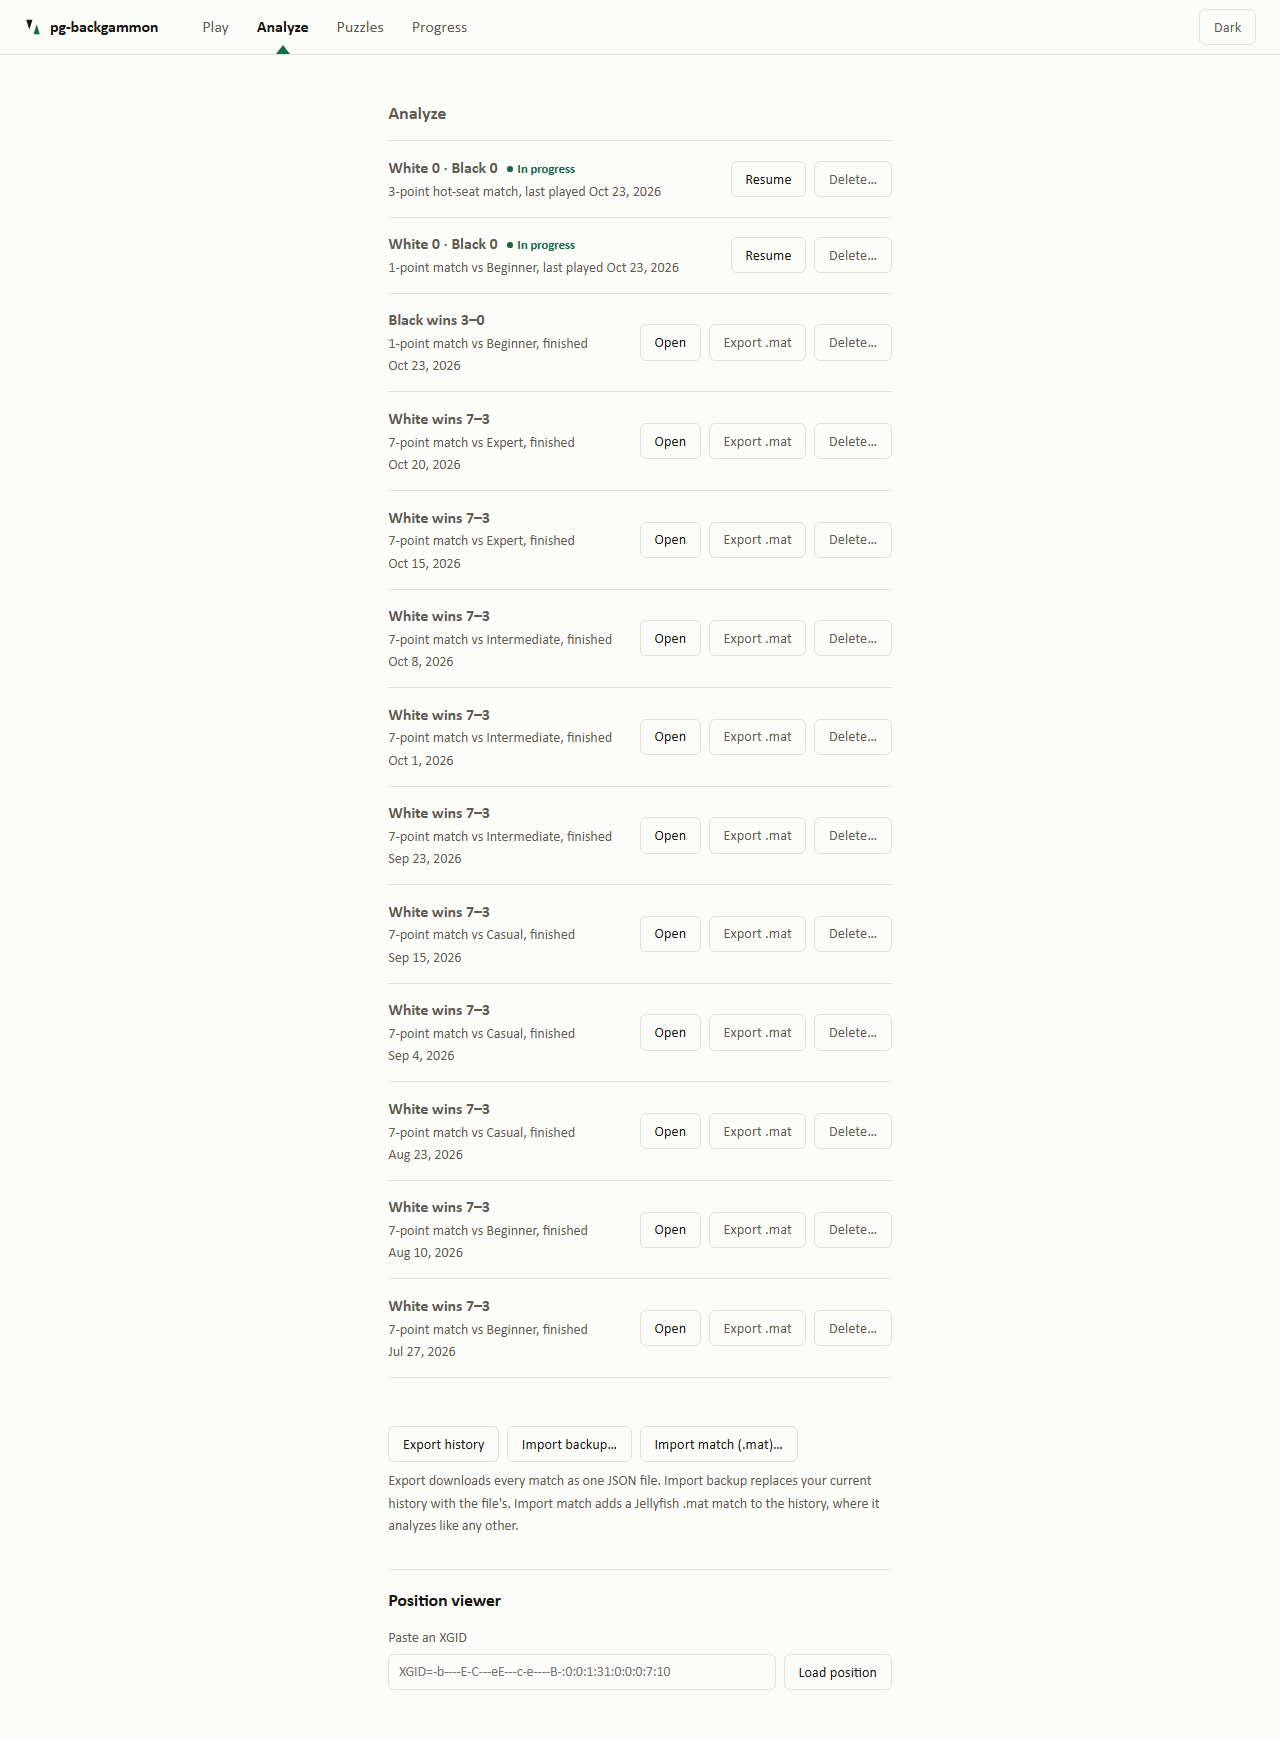 pg-backgammon Play Analyze Puzzles Progress Dark
Analyze
White 0 · Black 0 In progress
3-point hot-seat match, last played Oct 23, 2026
Resume Delete...
White 0 · Black 0 In progress
1-point match vs Beginner, last played Oct 23, 2026
Resume Delete...
Black wins 3–0
1-point match vs Beginner, finished
Oct 23, 2026
Open Export .mat Delete...
White wins 7–3
7-point match vs Expert, finished
Oct 20, 2026
Open Export .mat Delete...
White wins 7–3
7-point match vs Expert, finished
Oct 15, 2026
Open Export .mat Delete...
White wins 7–3
7-point match vs Intermediate, finished
Oct 8, 2026
Open Export .mat Delete...
White wins 7–3
7-point match vs Intermediate, finished
Oct 1, 2026
Open Export .mat Delete...
White wins 7–3
7-point match vs Intermediate, finished
Sep 23, 2026
Open Export .mat Delete...
White wins 7–3
7-point match vs Casual, finished
Sep 15, 2026
Open Export .mat Delete...
White wins 7–3
7-point match vs Casual, finished
Sep 4, 2026
Open Export .mat Delete...
White wins 7–3
7-point match vs Casual, finished
Aug 23, 2026
Open Export .mat Delete...
White wins 7–3
7-point match vs Beginner, finished
Aug 10, 2026
Open Export .mat Delete...
White wins 7–3
7-point match vs Beginner, finished
Jul 27, 2026
Open Export .mat Delete...
Export history Import backup... Import match (.mat)...
Export downloads every match as one JSON file. Import backup replaces your current
history with the file's. Import match adds a Jellyfish .mat match to the history, where it
analyzes like any other.
Position viewer
Paste an XGID
XGID=-b----E-C---eE---c-e----B-:0:0:1:31:0:0:0:7:10
Load position